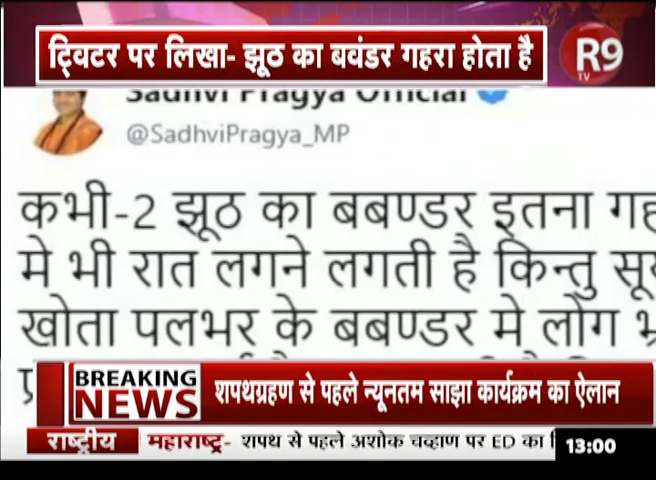 ट्विटर पर लिखा- झूठ का बवंडर गहरा होता है
R9
TV
Sadhvi Pragya Official
@SadhviPragya_MP
कभी-2 झूठ का बबण्डर इतना
मे भी रात लगने लगती है किन्तु
खोता पलभर के बबण्डर मे लोग
BREAKING
NEWS
शपथग्रहण से पहले न्यूनतम साझा कार्यक्रम का ऐलान
राष्ट्रीय
महाराष्ट्र- शपथ से पहले अशोक चव्हाण पर ED का
13:00